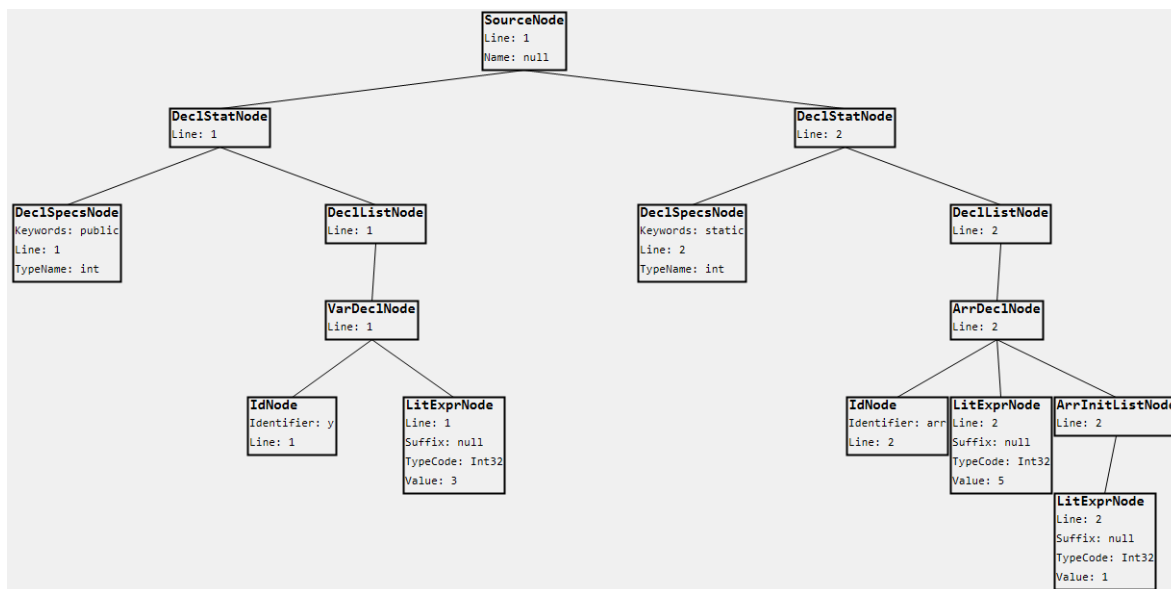 SourceNode
Line: 1
Name: null
DeclStatNode
Line: 1
DeclStatNode
Line: 2
DeclSpecsNode
Keywords: public
Line: 1
TypeName: int
DeclListNode
Line: 1
DeclSpecsNode
Keywords: static
Line: 2
TypeName: int
DeclListNode
Line: 2
VarDeclNode
Line: 1
ArrDeclNode
Line: 2
IdNode
Identifier: y
Line: 1
LitExprNode
Line: 1
Suffix: null
TypeCode: Int32
Value: 3
IdNode
Identifier: arr
Line: 2
LitExprNode
Line: 2
Suffix: null
TypeCode: Int32
Value: 5
ArrInitListNode
Line: 2
LitExprNode
Line: 2
Suffix: null
TypeCode: Int32
Value: 1